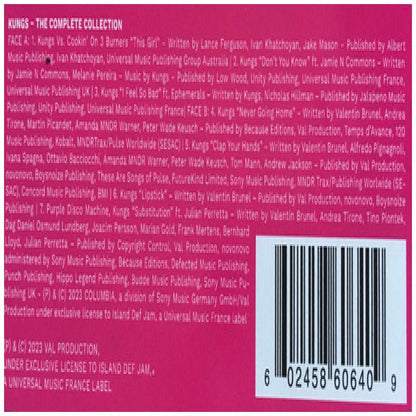 KUNGS – THE COMPLETE COLLECTION
FACE A: 1. Kungs Vs. Cookin' On 3 Burners "This Girl" – Written by Lance Ferguson, Ivan Khatchoyan, Jake Mason – Published by Albert
Music Publishing, Ivan Khatchoyan, Universal Music Publishing Group Australia | 2. Kungs "Don't You Know" ft. Jamie N Commons – Written
by Jamie N Commons, Melanie Pereira – Music by Kungs – Published by Low Wood, Unity Publishing, Universal Music Publishing France,
Universal Music Publishing UK | 3. Kungs "I Feel So Bad" ft. Ephemerals – Written by Kungs, Nicholas Hillman – Published by Jalapeno Music
Publishing, Unity Publishing, Universal Music Publishing France| FACE B: 4. Kungs "Never Going Home" – Written by Valentin Brunel, Andrea
Tirone, Martin Picandet, Amanda MNDR Warner, Peter Wade Keusch – Published by Because Editions, Val Production, Temps d'Avance, 120
Music Publishing, Kobalt, MNDRTrax/Pulse Worldwide (SESAC) | 5. Kungs "Clap Your Hands" – Written by Valentin Brunel, Alfredo Pignagnoli,
Ivana Spagna, Ottavio Bacciocchi, Amanda MNDR Warner, Peter Wade Keusch, Tom Mann, Andrew Jackson – Published by Val Production,
novonovo, Boysnoize Publishing, These Are Songs of Pulse, FutureKind Limited, Sony Music Publishing, MNDR Trax/Publishing Worldwide (SE-
SAC), Concord Music Publishing, BMI | 6. Kungs "Lipstick" – Written by Valentin Brunel – Published by Val Production, novonovo, Boysnoize
Publishing | 7. Purple Disco Machine, Kungs "Substitution" ft. Julian Perretta – Written by Valentin Brunel, Andrea Tirone, Tino Piontek,
Dag Daniel Osmund Lundberg, Joacim Persson, Marian Gold, Frank Mertens, Bernhard
Lloyd, Julian Perretta – Published by Copyright Control, Val Production, novonovo
administered by Sony Music Publishing, Because Editions, Defected Music Publishing,
Punch Publishing, Hippo Legend Publishing, Budde Music Publishing, Sony Music Pu-
blishing UK – (P) & (C) 2023 COLUMBIA, a division of Sony Music Germany GmbH/Val
Production under exclusive license to Island Def Jam, a Universal Music France label
(P) & (C) 2023 VAL PRODUCTION,
UNDER EXCLUSIVE LICENSE TO ISLAND DEF JAM,
A UNIVERSAL MUSIC FRANCE LABEL
6 02458 60640 9